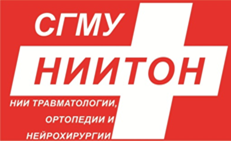 СГМУ
НИИТОН
НИИ ТРАВМАТОЛОГИИ,
ОРТОПЕДИИ И
НЕЙРОХИРУРГИИ